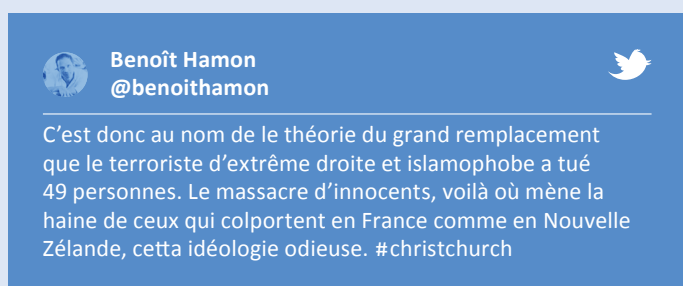 Benoît Hamon
@benoithamon
C’est donc au nom de le théorie du grand remplacement
que le terroriste d’extrême droite et islamophobe a tué
49 personnes. Le massacre d’innocents, voilà où mène la
haine de ceux qui colportent en France comme en Nouvelle
Zélande, cetta idéologie odieuse. #christchurch